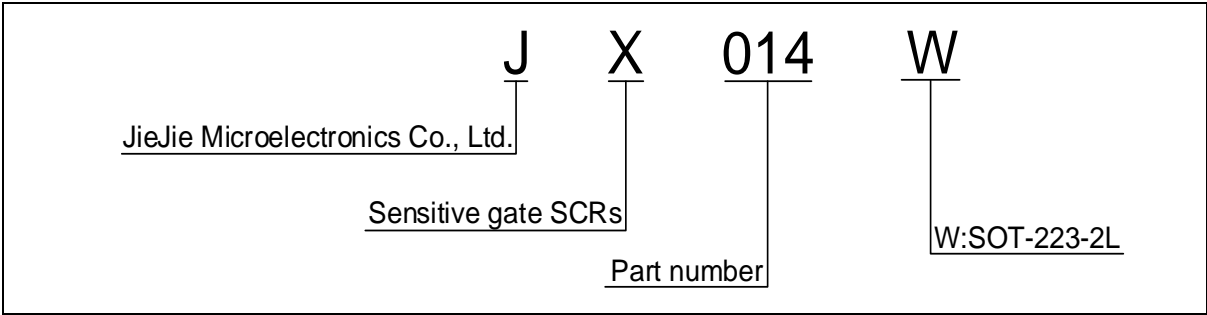 J X 014 W
JieJie Microelectronics Co., Ltd.
Sensitive gate SCRs
W:SOT-223-2L
Part number